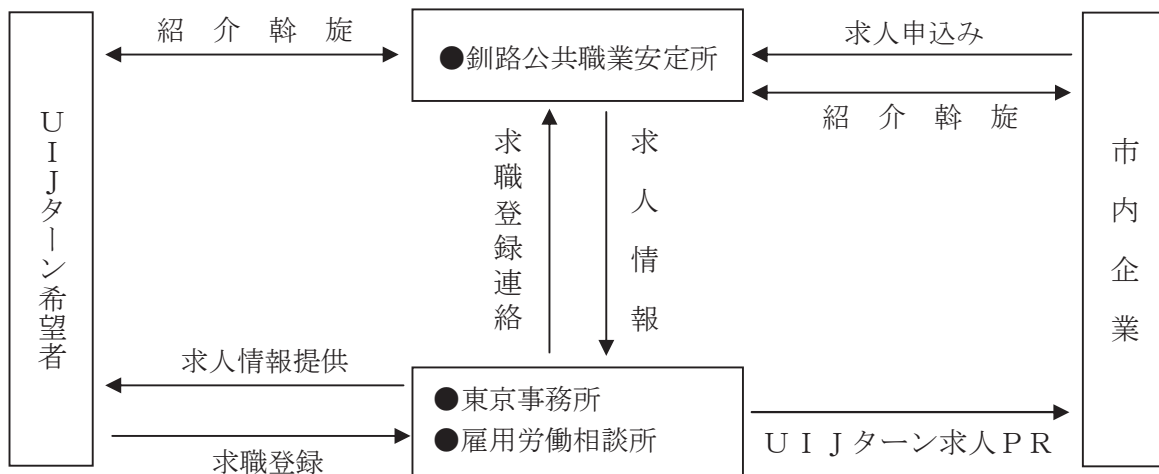 紹　介　斡　旋
●釧路公共職業安定所
求人申込み
紹　介　斡　旋
ＵＩＪターン希望者
求職登録連絡
求人情報
市内企業
求人情報提供
●東京事務所
●雇用労働相談所
求職登録
ＵＩＪターン求人ＰＲ